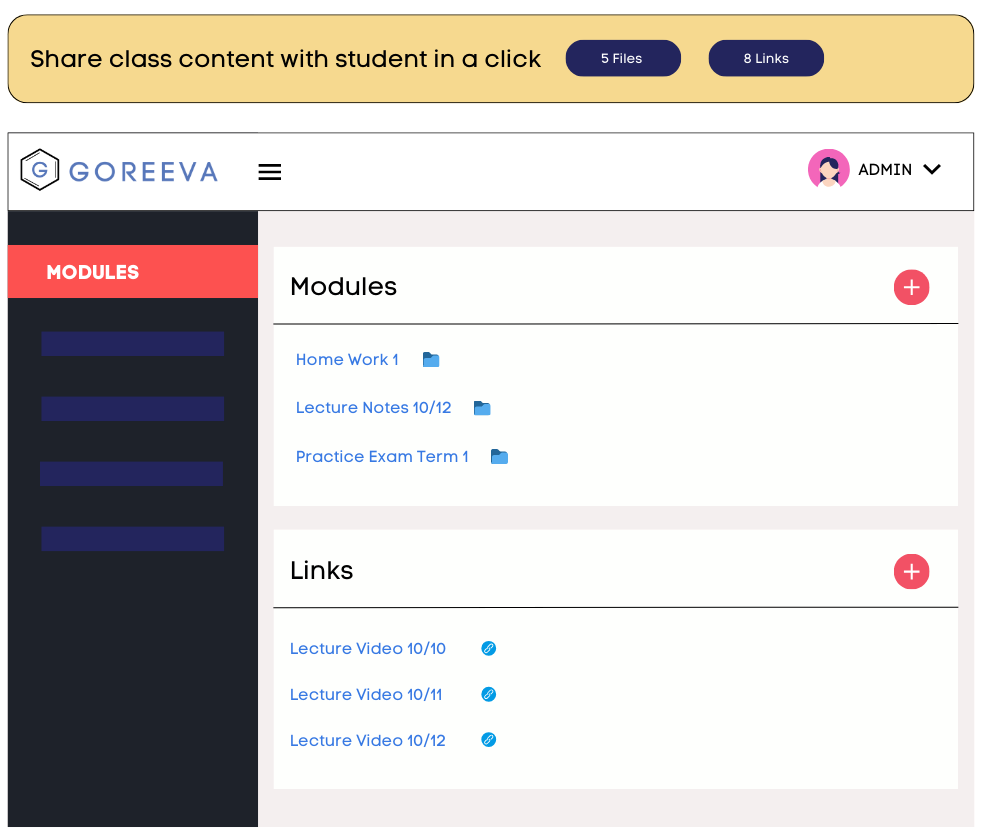 Share class content with student in a click
5 Files
8 Links
G GOREEVA
ADMIN
MODULES
Modules
Home Work 1
Lecture Notes 10/12
Practice Exam Term 1
Links
Lecture Video 10/10
Lecture Video 10/11
Lecture Video 10/12